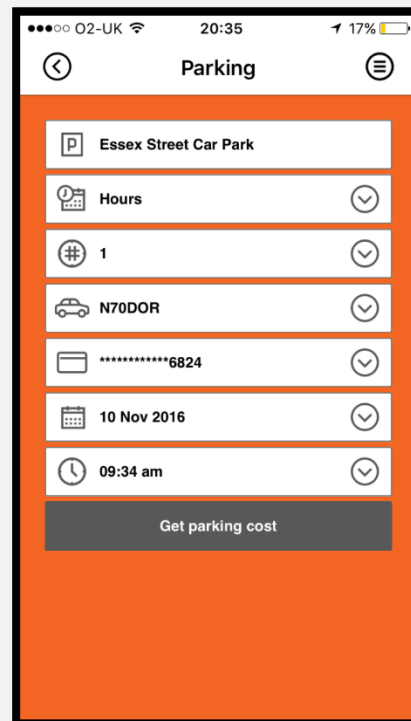 O2-UK 20:35 17%
Parking
P Essex Street Car Park
Hours
# 1
N70DOR
************6824
10 Nov 2016
09:34 am
Get parking cost